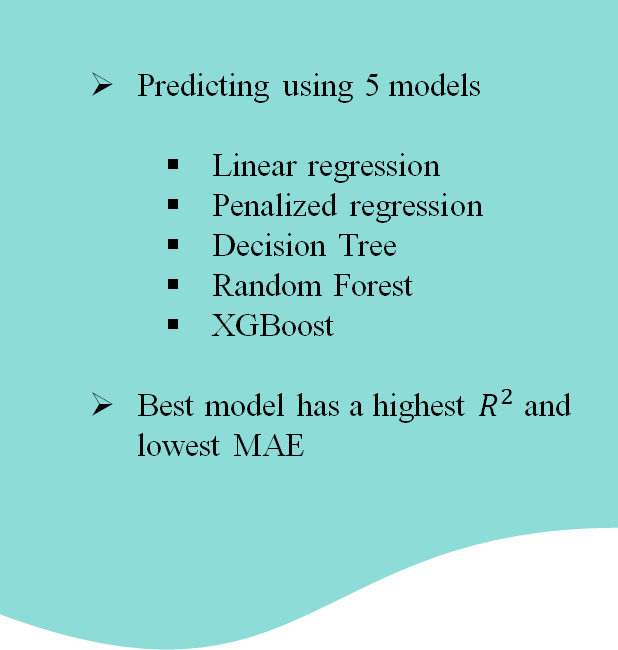 ➢ Predicting using 5 models
▪ Linear regression
▪ Penalized regression
▪ Decision Tree
▪ Random Forest
▪ XGBoost
➢ Best model has a highest R² and
lowest MAE